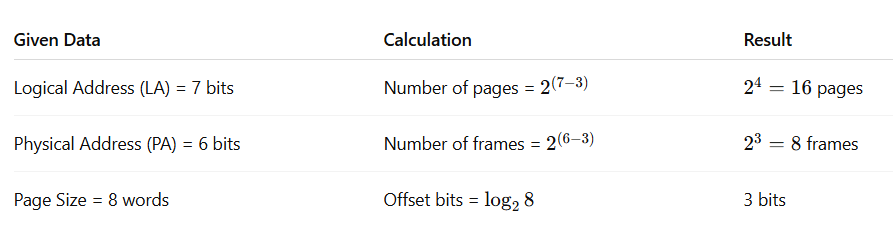 Given Data Calculation Result
Logical Address (LA) = 7 bits Number of pages = 2^(7−3) 2^4 = 16 pages
Physical Address (PA) = 6 bits Number of frames = 2^(6−3) 2^3 = 8 frames
Page Size = 8 words Offset bits = log₂ 8 3 bits